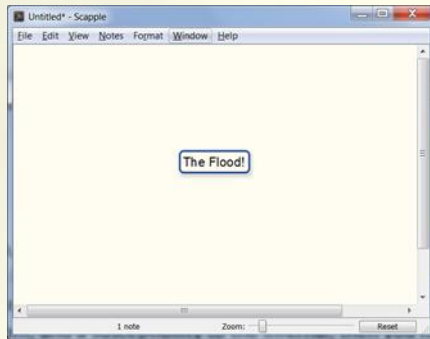 Untitled* - Scapple
File Edit View Notes Format Window Help
The Flood!
1 note Zoom: Reset